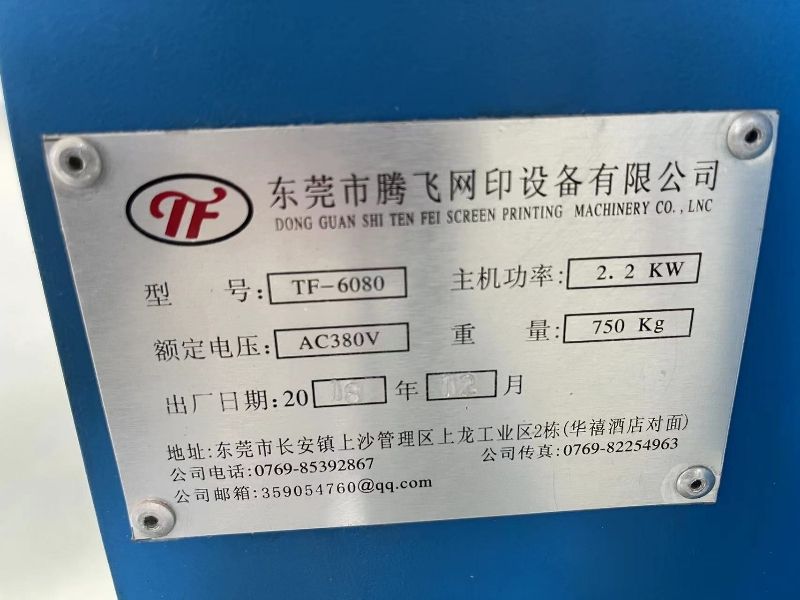 TF 东莞市腾飞网印设备有限公司
DONG GUAN SHI TEN FEI SCREEN PRINTING MACHINERY CO.,LNC
型 号: TF-6080 主机功率: 2.2 KW
额定电压: AC380V 重 量: 750 Kg
出厂日期:20 年 月
地址:东莞市长安镇上沙管理区上龙工业区2栋(华禧酒店对面)
公司电话:0769-85392867 公司传真:0769-82254963
公司邮箱:359054760@qq.com